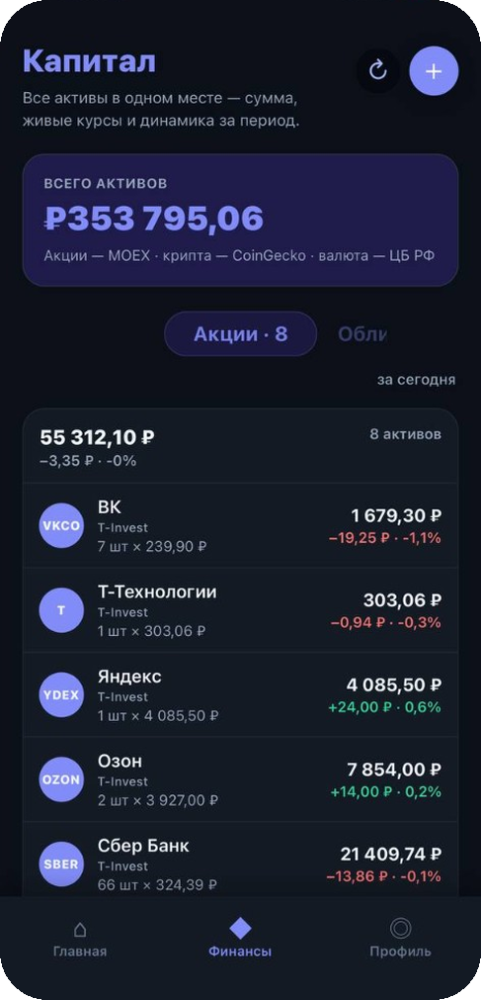 Капитал
Все активы в одном месте — сумма,
живые курсы и динамика за период.
ВСЕГО АКТИВОВ
₽353 795,06
Акции — MOEX · крипта — CoinGecko · валюта — ЦБ РФ
Акции · 8
Обли
за сегодня
55 312,10 ₽
8 активов
−3,35 ₽ · -0%
VKCO
ВК
T-Invest
7 шт × 239,90 ₽
1 679,30 ₽
−19,25 ₽ · -1,1%
T
Т-Технологии
T-Invest
1 шт × 303,06 ₽
303,06 ₽
−0,94 ₽ · -0,3%
YDEX
Яндекс
T-Invest
1 шт × 4 085,50 ₽
4 085,50 ₽
+24,00 ₽ · 0,6%
OZON
Озон
T-Invest
2 шт × 3 927,00 ₽
7 854,00 ₽
+14,00 ₽ · 0,2%
SBER
Сбер Банк
T-Invest
66 шт × 324,39 ₽
21 409,74 ₽
−13,86 ₽ · -0,1%
Главная
Финансы
Профиль